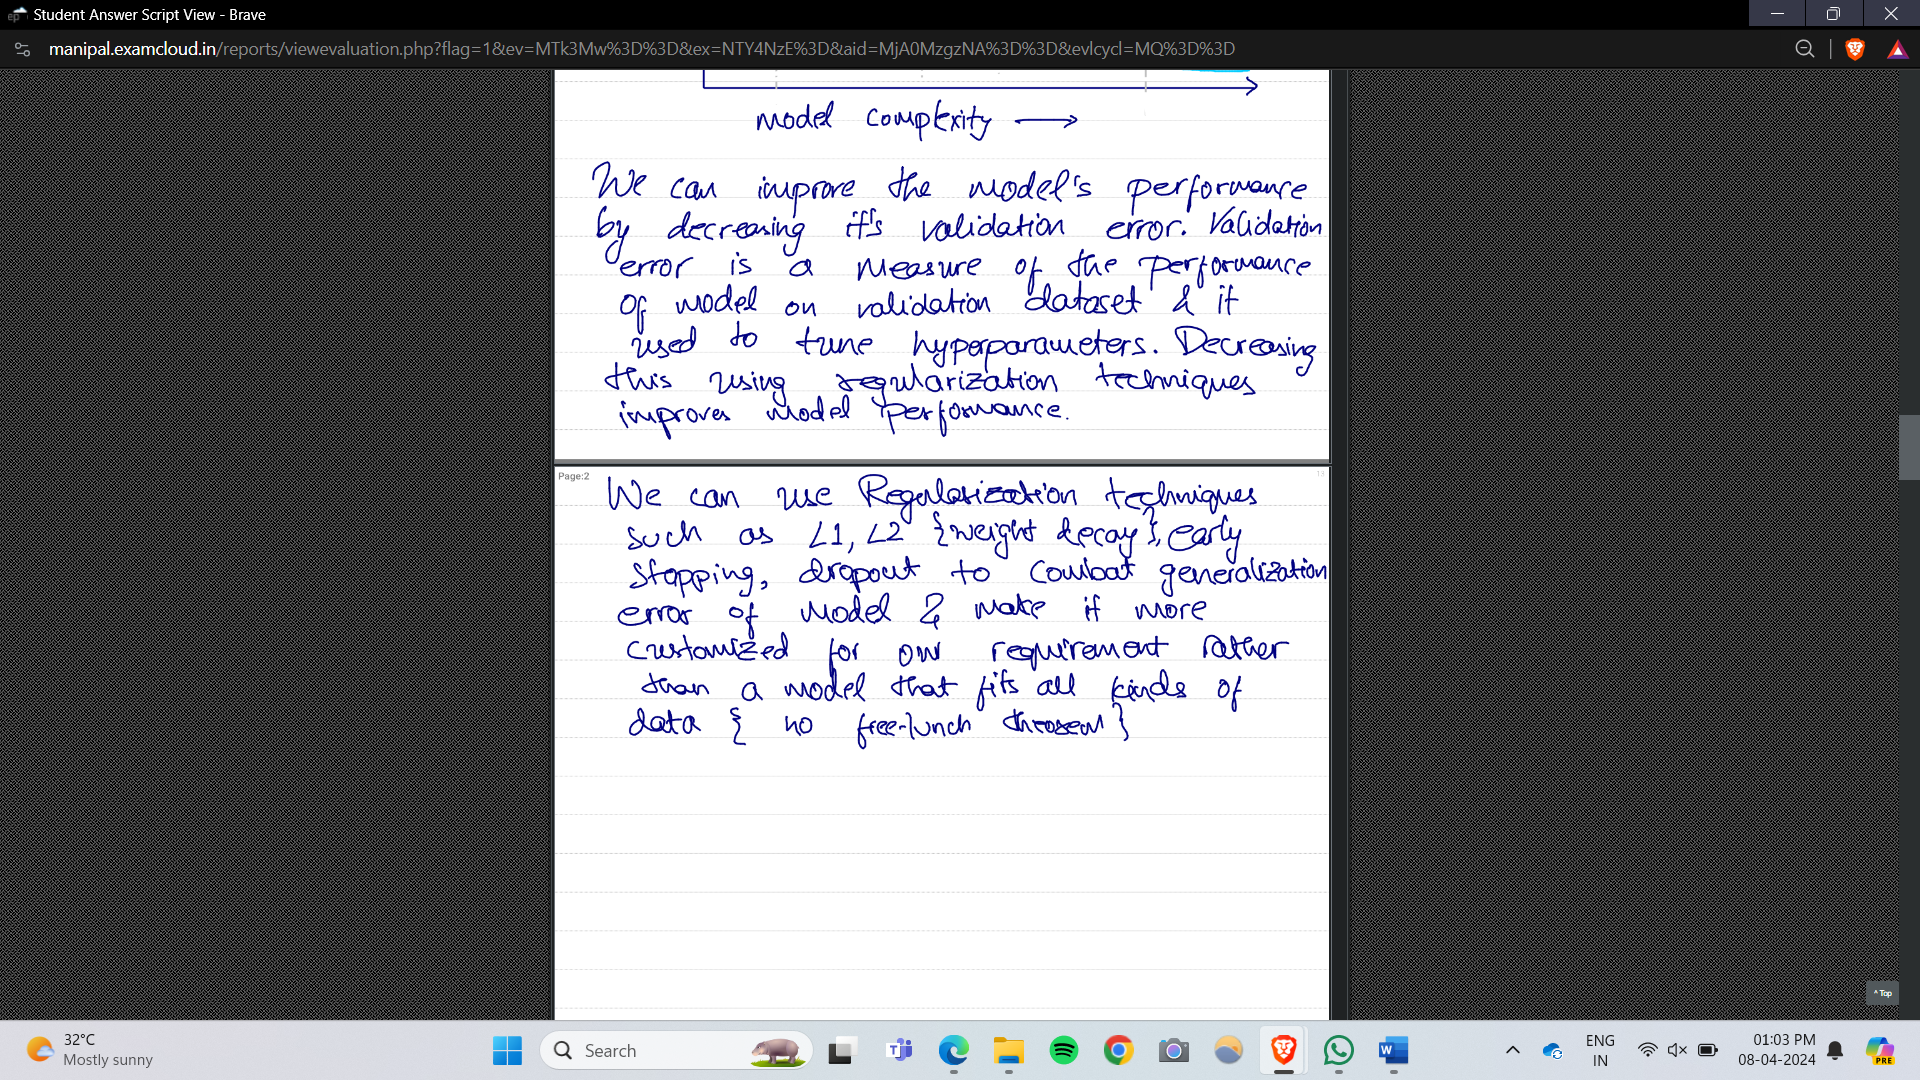 Student Answer Script View - Brave
manipal.examcloud.in/reports/viewevaluation.php?flag=1&ev=MTk3Mw%3D%3D&ex=NTY4NzE%3D&aid=MjA0MzgzNA%3D%3D&evlcycl=MQ%3D%3D
model complexity
We can improve the model's performance
by decreasing it's validation error. Validation
error is a measure of the performance
of model on validation dataset & it
used to tune hyperparameters. Decreasing
this using regularization techniques
improves model performance.
Page:2
We can use Regularization techniques
such as L1, L2 {weight decay}, early
stopping, dropout to combat generalization
error of model & make it more
customized for our requirement rather
than a model that fits all kinds of
data { no free-lunch theorem }
^ Top
32°C
Mostly sunny
Search
ENG
IN
01:03 PM
08-04-2024
PRE